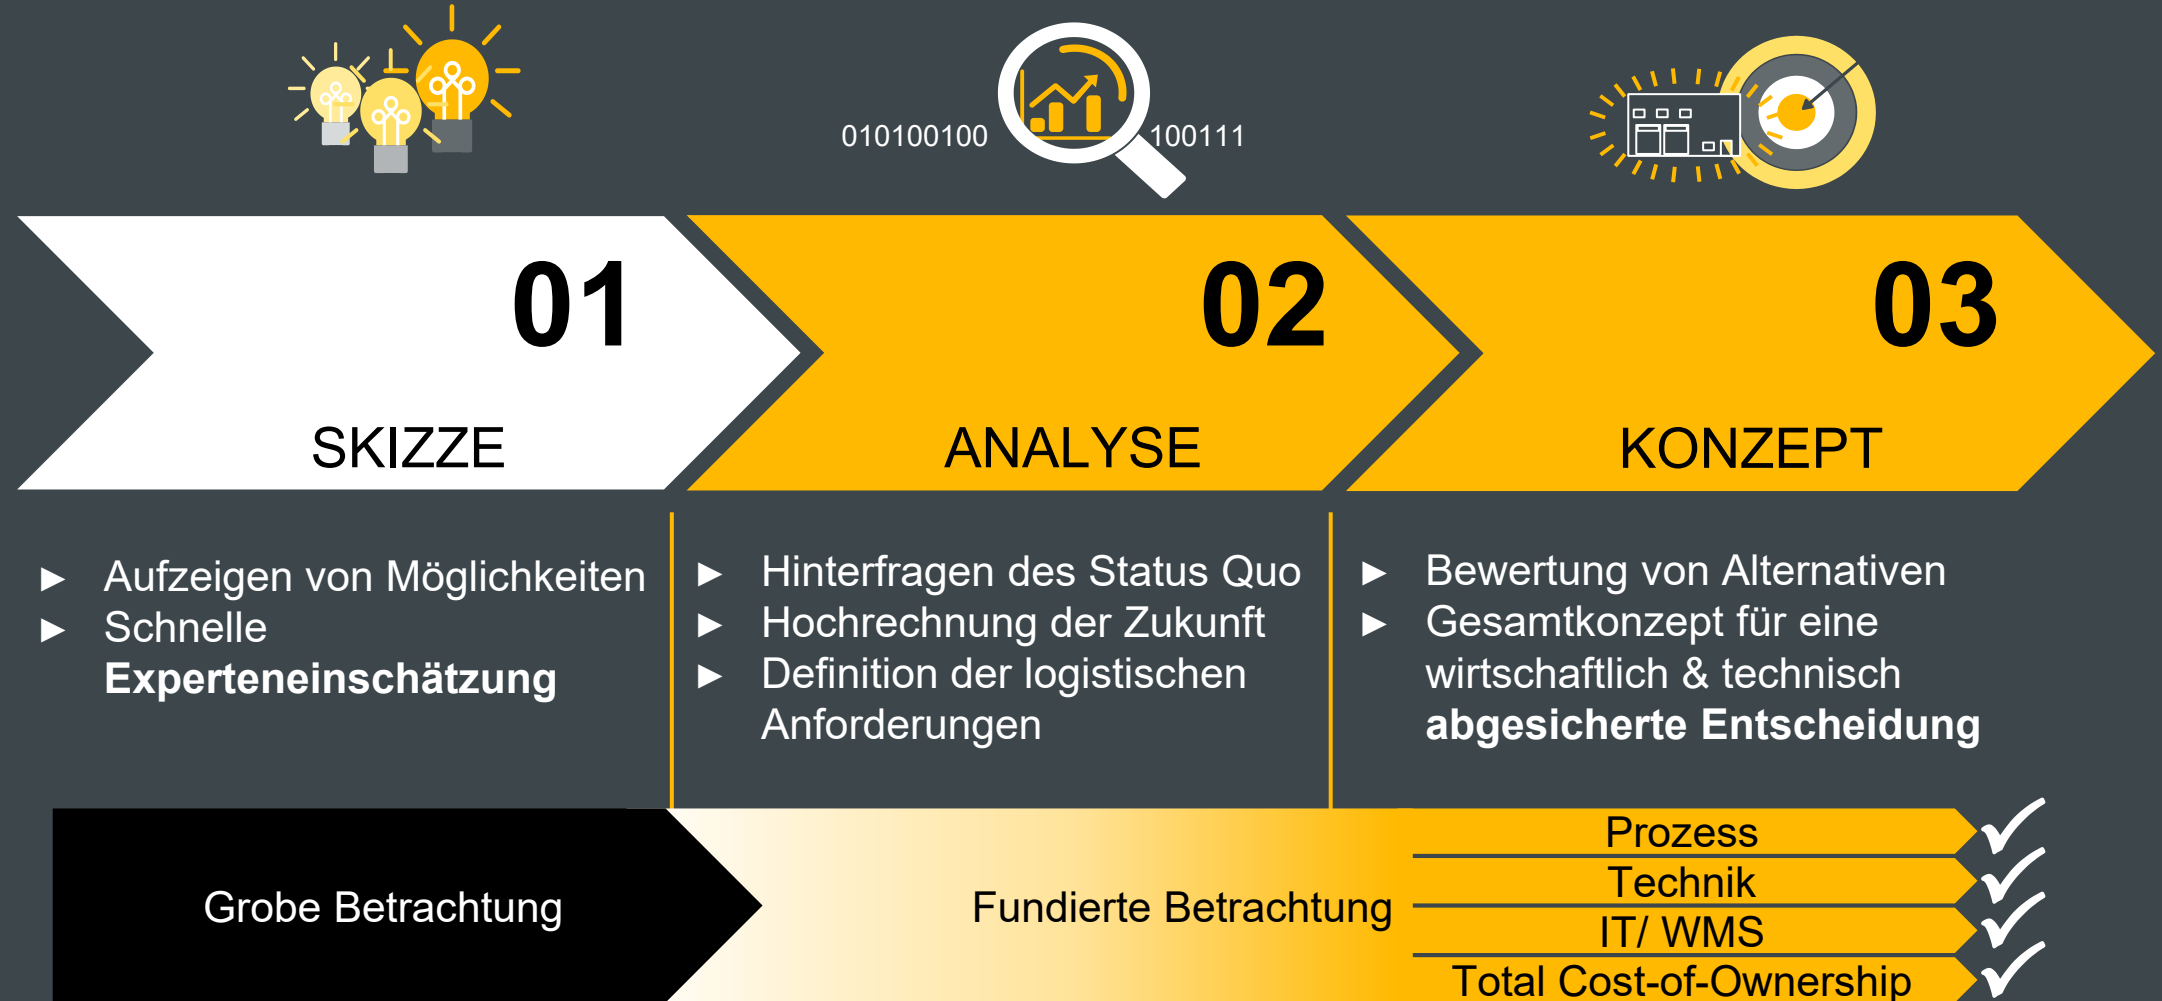 010100100
100111
01
SKIZZE
02
ANALYSE
03
KONZEPT
► Aufzeigen von Möglichkeiten
► Schnelle
Experteneinschätzung
► Hinterfragen des Status Quo
► Hochrechnung der Zukunft
► Definition der logistischen
Anforderungen
► Bewertung von Alternativen
► Gesamtkonzept für eine
wirtschaftlich & technisch
abgesicherte Entscheidung
Grobe Betrachtung
Fundierte Betrachtung
Prozess
Technik
IT/ WMS
Total Cost-of-Ownership